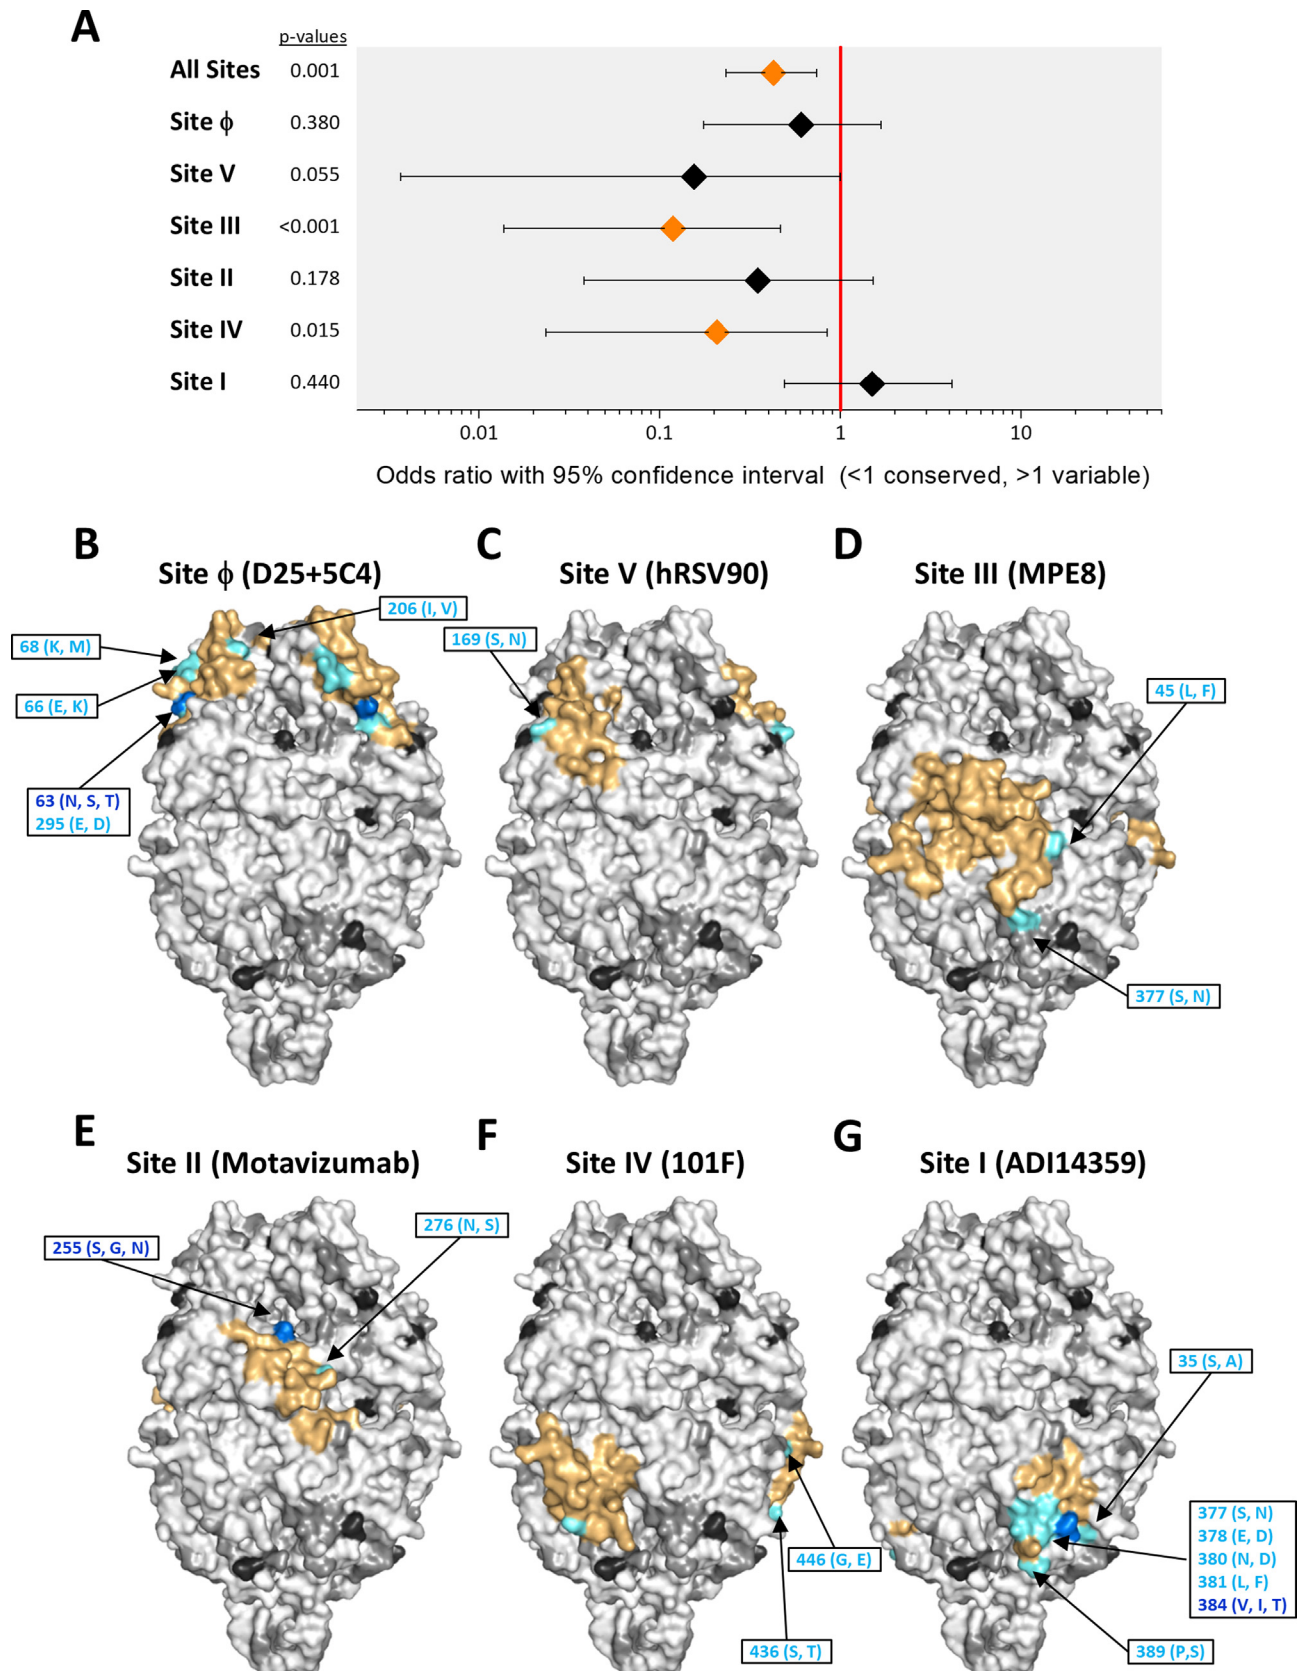 A
p-values
All Sites 0.001
Site ϕ 0.380
Site V 0.055
Site III <0.001
Site II 0.178
Site IV 0.015
Site I 0.440
0.01 0.1 1 10
Odds ratio with 95% confidence interval (<1 conserved, >1 variable)
B
Site ϕ (D25+5C4)
206 (I, V)
68 (K, M)
66 (E, K)
63 (N, S, T)
295 (E, D)
C
Site V (hRSV90)
169 (S, N)
D
Site III (MPE8)
45 (L, F)
377 (S, N)
E
Site II (Motavizumab)
276 (N, S)
255 (S, G, N)
F
Site IV (101F)
446 (G, E)
436 (S, T)
G
Site I (ADI14359)
35 (S, A)
377 (S, N)
378 (E, D)
380 (N, D)
381 (L, F)
384 (V, I, T)
389 (P,S)